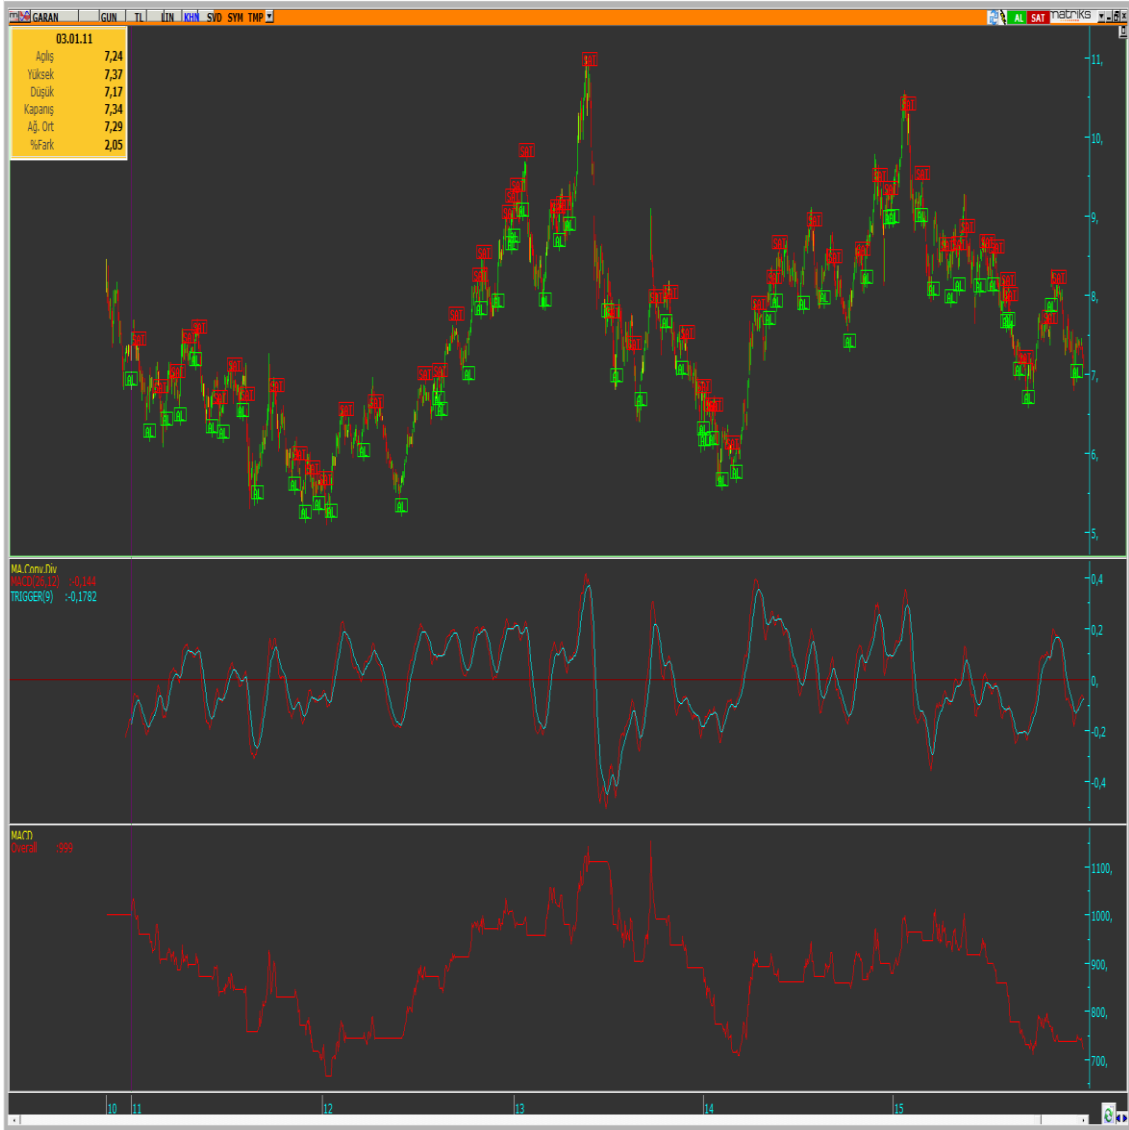 GARAN GUN TL LIN KHN SVD SYM TMP AL SAT matriks
03.01.11
Açılış 7,24
Yüksek 7,37
Düşük 7,17
Kapanış 7,34
Ağ. Ort 7,29
%Fark 2,05
11,
10,
9,
8,
7,
6,
5,
MA.Conv.Div
MACD(26,12) :-0,144
TRIGGER(9) :-0,1782
0,4
0,2
0,
-0,2
-0,4
MACD
Overall :999
1100,
1000,
900,
800,
700,
10 11 12 13 14 15